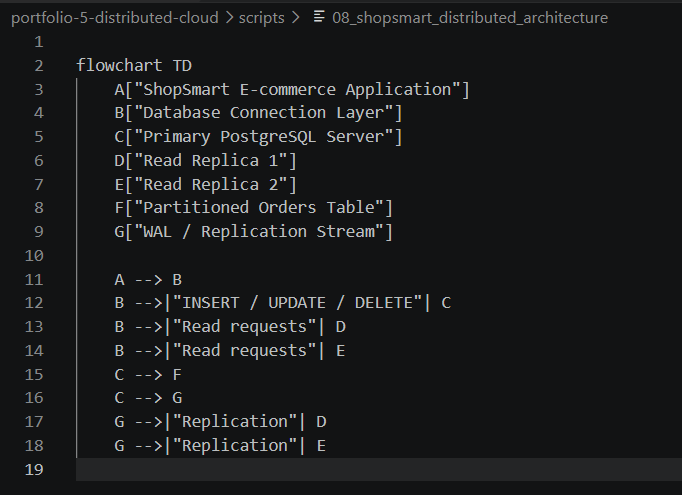 portfolio-5-distributed-cloud > scripts > 08_shopsmart_distributed_architecture
1
2 flowchart TD
3 A["ShopSmart E-commerce Application"]
4 B["Database Connection Layer"]
5 C["Primary PostgreSQL Server"]
6 D["Read Replica 1"]
7 E["Read Replica 2"]
8 F["Partitioned Orders Table"]
9 G["WAL / Replication Stream"]
10
11 A --> B
12 B -->|"INSERT / UPDATE / DELETE"| C
13 B -->|"Read requests"| D
14 B -->|"Read requests"| E
15 C --> F
16 C --> G
17 G -->|"Replication"| D
18 G -->|"Replication"| E
19